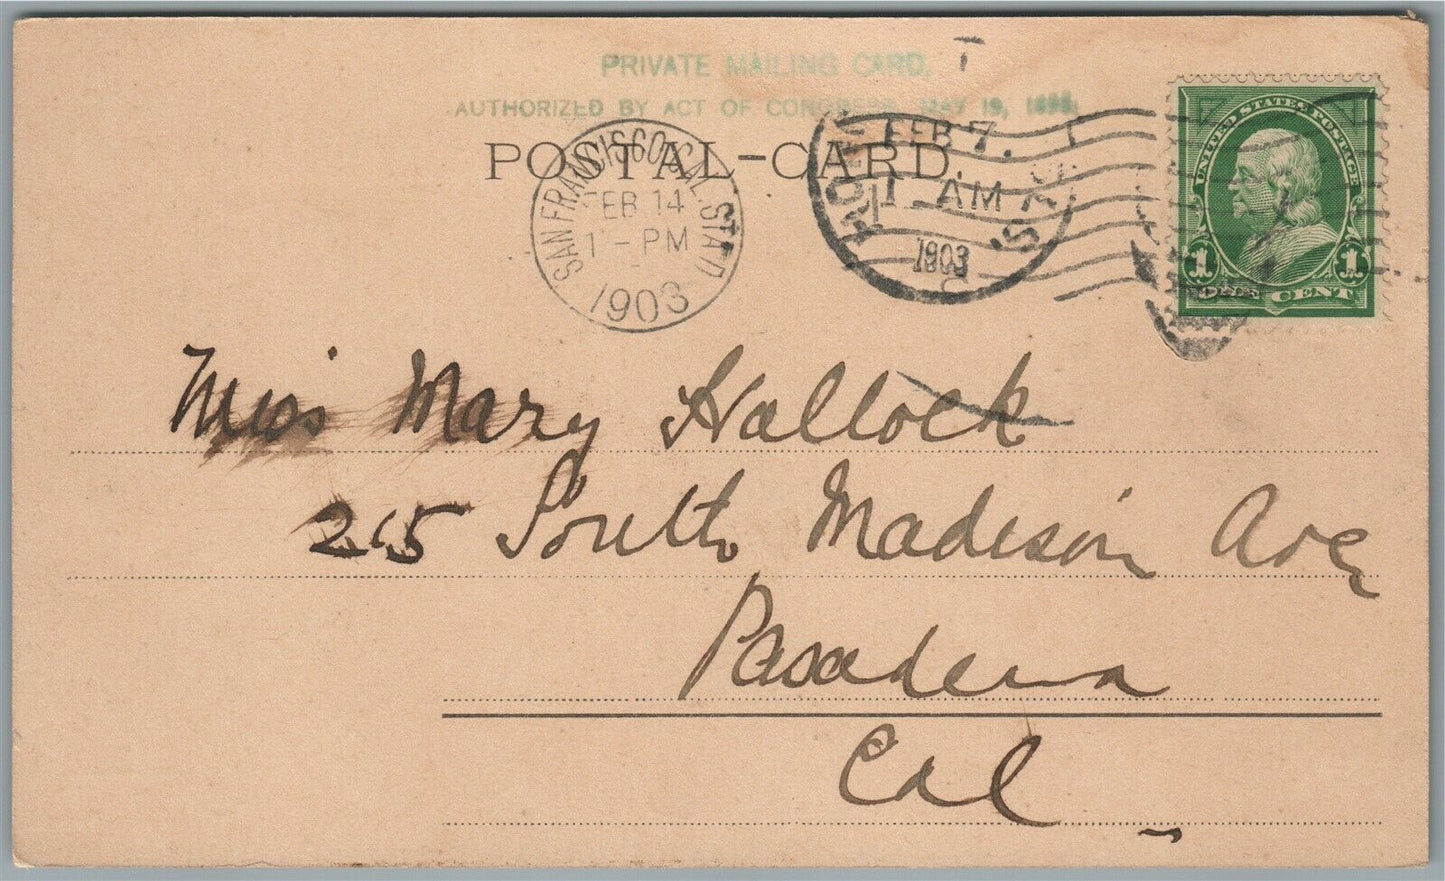 PRIVATE MAILING CARD,
AUTHORIZED BY ACT OF CONGRESS, MAY 19, 1898.
POSTAL-CARD.
SAN FRANCISCO, CAL. STA. D
FEB 14
1-PM
1903
FEB 7.
1 AM
1903
UNITED STATES POSTAGE
1 1
ONE CENT
Miss Mary Hallock
215 South Madison Ave
Pasadena
Cal